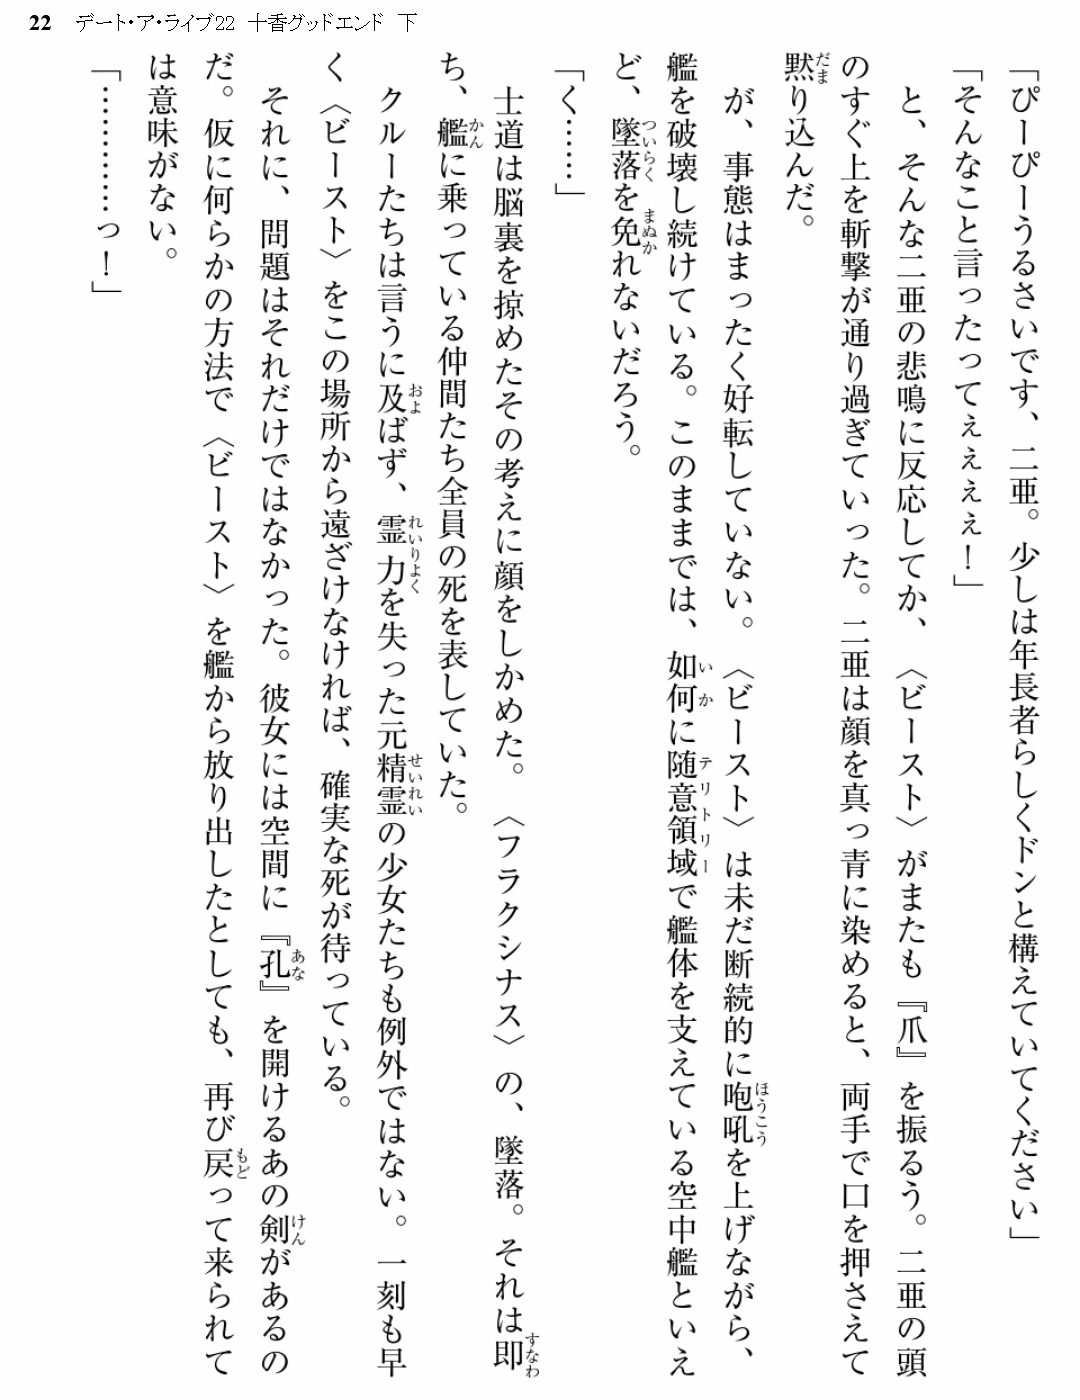 22 デート・ア・ライブ22 十香グッドエンド 下
「ぴーぴーうるさいです、二亜。少しは年長者らしくドンと構えていてください」
「そんなこと言ったってぇぇぇぇ！」
と、そんな二亜の悲鳴に反応してか、〈ビースト〉がまたも『爪』を振るう。二亜の頭
のすぐ上を斬撃が通り過ぎていった。二亜は顔を真っ青に染めると、両手で口を押さえて
黙り込んだ。
が、事態はまったく好転していない。〈ビースト〉は未だ断続的に咆吼を上げながら、
艦を破壊し続けている。このままでは、如何に随意領域で艦体を支えている空中艦といえ
ど、墜落を免れないだろう。
「く……」
士道は脳裏を掠めたその考えに顔をしかめた。〈フラクシナス〉の、墜落。それは即
ち、艦に乗っている仲間たち全員の死を表していた。
クルーたちは言うに及ばず、霊力を失った元精霊の少女たちも例外ではない。一刻も早
く〈ビースト〉をこの場所から遠ざけなければ、確実な死が待っている。
それに、問題はそれだけではなかった。彼女には空間に『孔』を開けるあの剣があるの
だ。仮に何らかの方法で〈ビースト〉を艦から放り出したとしても、再び戻って来られて
は意味がない。
「…………っ！」